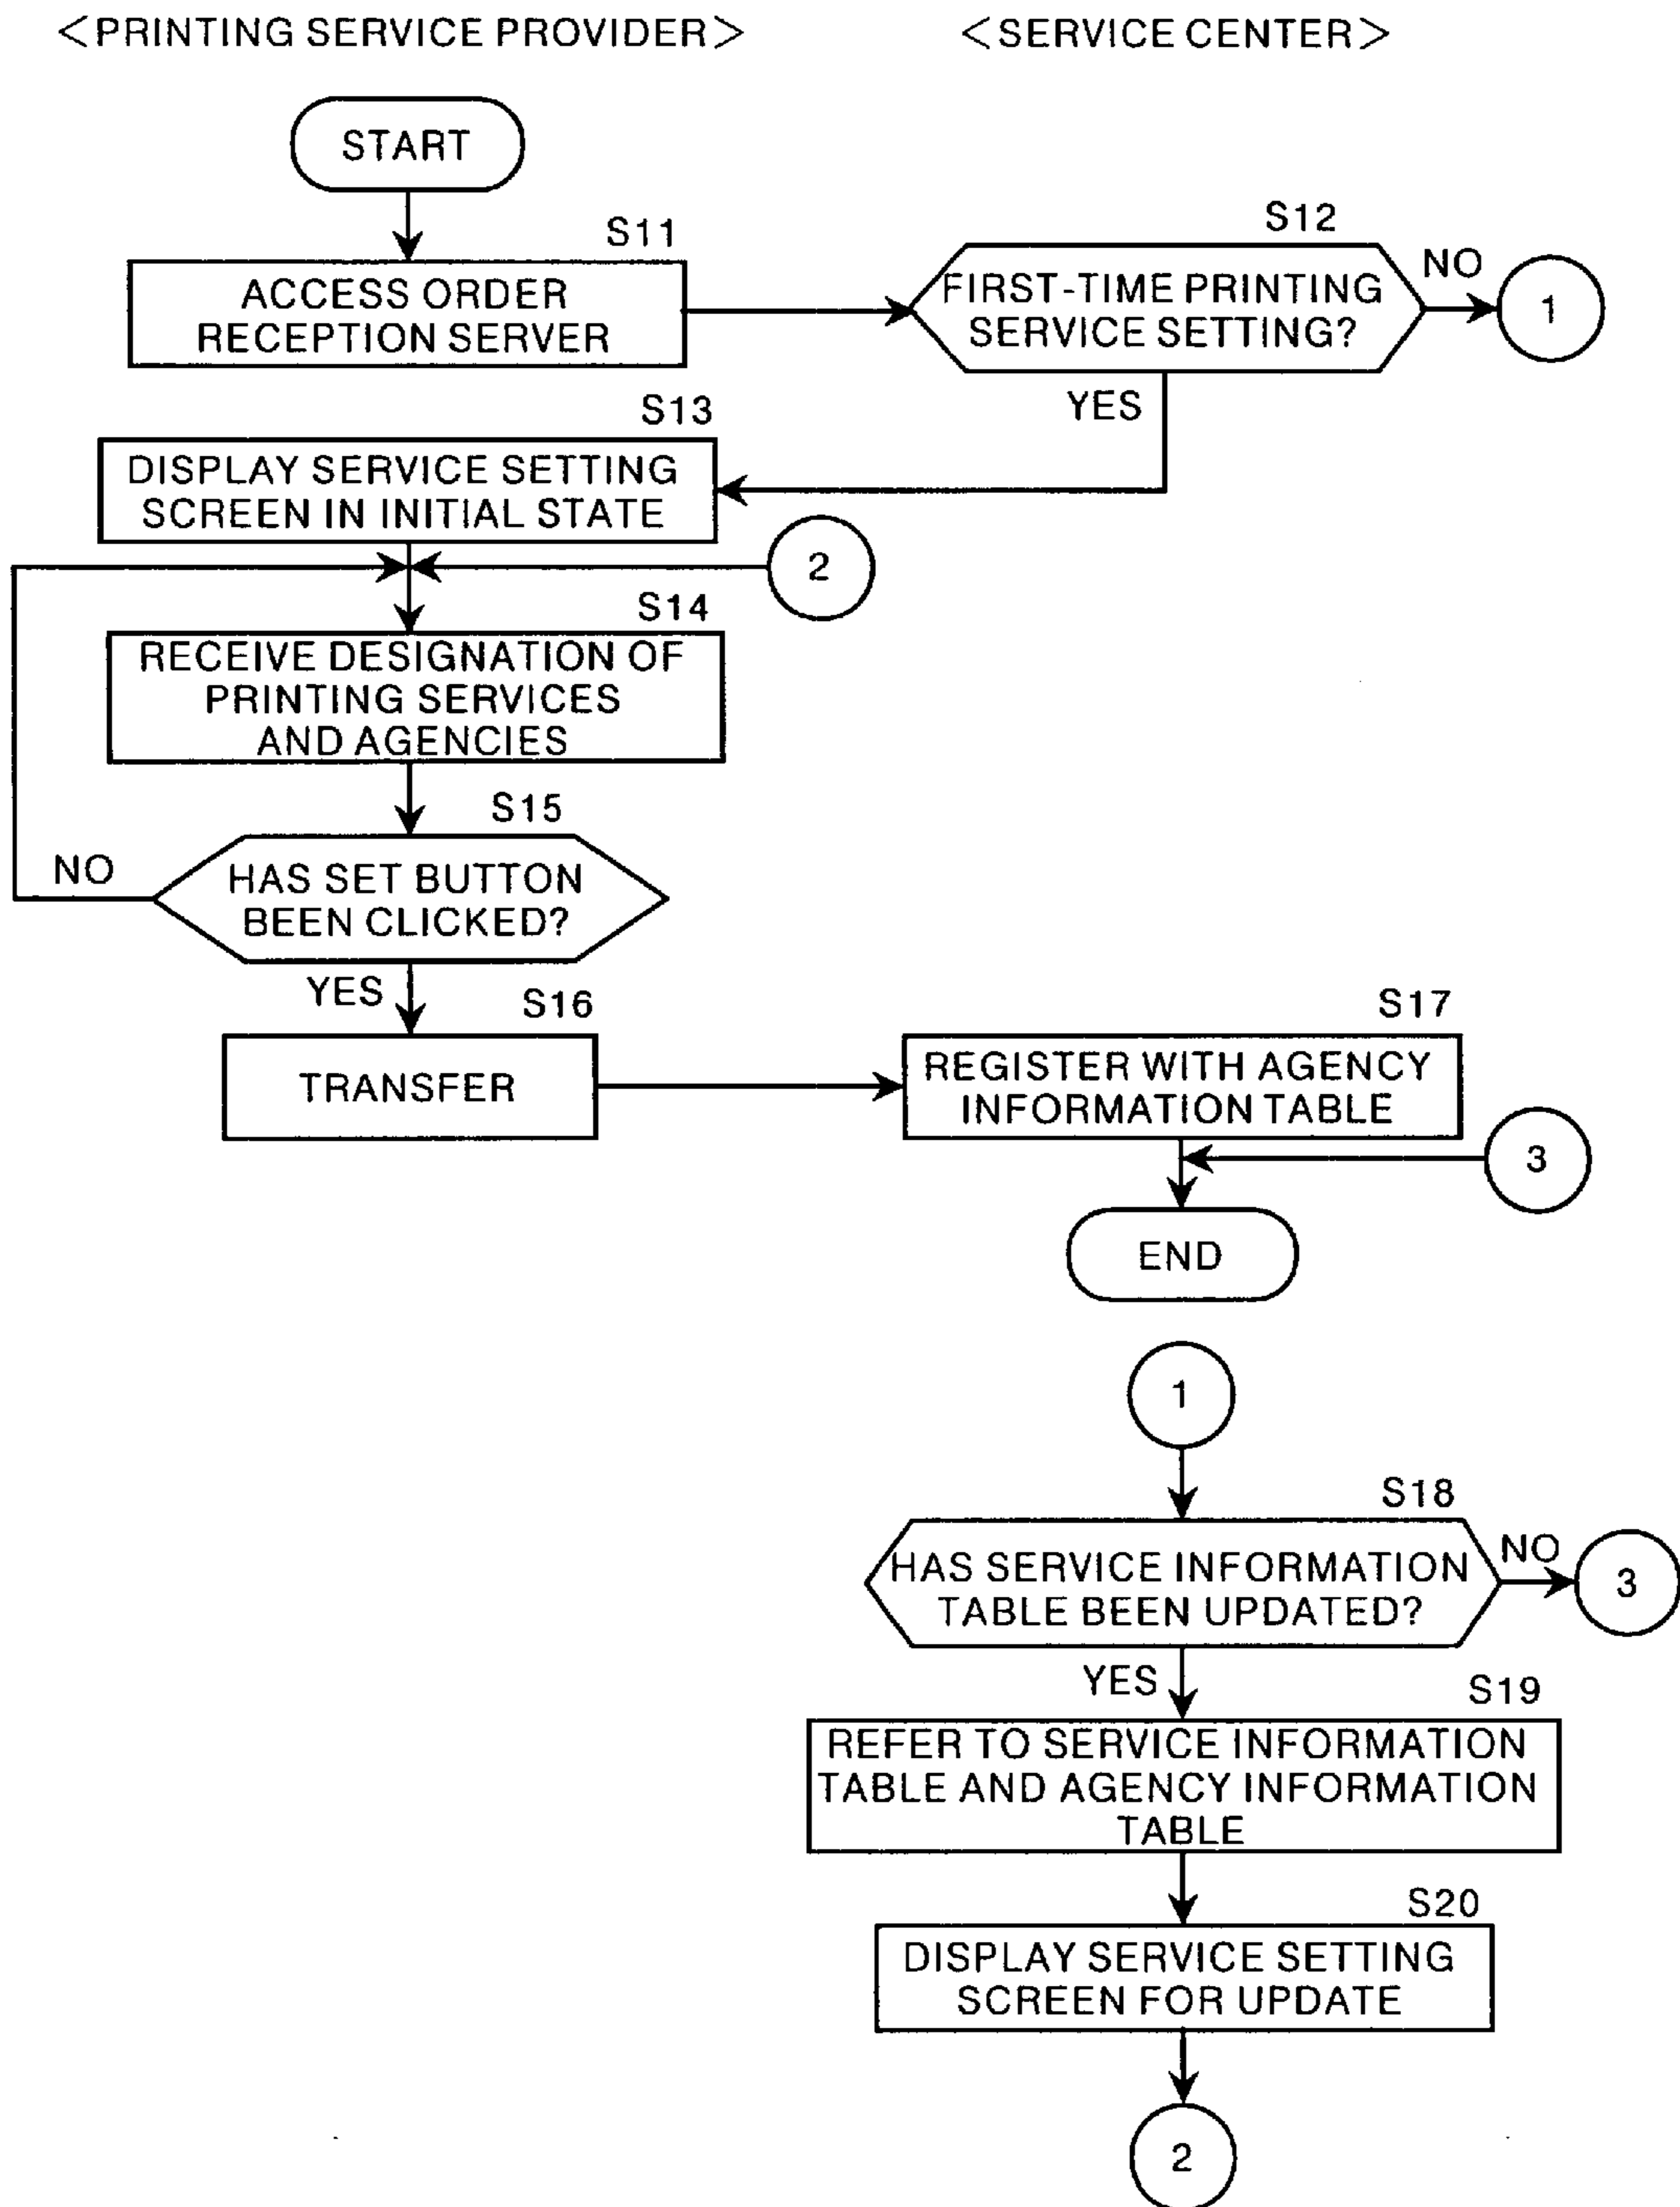 <PRINTING SERVICE PROVIDER>
<SERVICE CENTER>
START
S11
ACCESS ORDER
RECEPTION SERVER
S12
FIRST-TIME PRINTING
SERVICE SETTING?
NO
1
YES
S13
DISPLAY SERVICE SETTING
SCREEN IN INITIAL STATE
2
S14
RECEIVE DESIGNATION OF
PRINTING SERVICES
AND AGENCIES
S15
HAS SET BUTTON
BEEN CLICKED?
NO
YES
S16
TRANSFER
S17
REGISTER WITH AGENCY
INFORMATION TABLE
3
END
1
S18
HAS SERVICE INFORMATION
TABLE BEEN UPDATED?
NO
3
YES
S19
REFER TO SERVICE INFORMATION
TABLE AND AGENCY INFORMATION
TABLE
S20
DISPLAY SERVICE SETTING
SCREEN FOR UPDATE
2